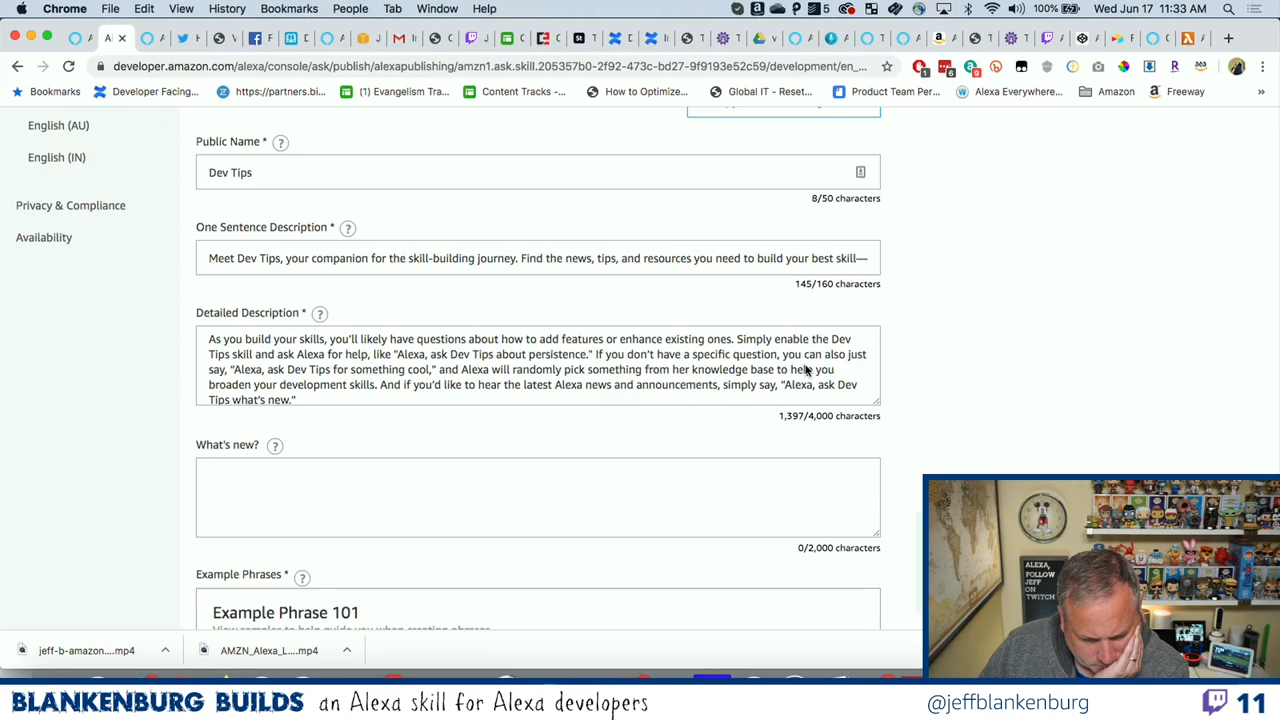 Chrome File Edit View History Bookmarks People Tab Window Help
5 100% Wed Jun 17 11:33 AM
developer.amazon.com/alexa/console/ask/publish/alexapublishing/amzn1.ask.skill.205357b0-2f92-473c-bd27-9f9193e52c59/development/en_...
Bookmarks Developer Facing... https://partners.bi... (1) Evangelism Tra... Content Tracks -... How to Optimize... Global IT - Reset... Product Team Per... Alexa Everywhere... Amazon Freeway »
English (AU)
English (IN)
Privacy & Compliance
Availability
Public Name * ?
Dev Tips
8/50 characters
One Sentence Description * ?
Meet Dev Tips, your companion for the skill-building journey. Find the news, tips, and resources you need to build your best skill—
145/160 characters
Detailed Description * ?
As you build your skills, you'll likely have questions about how to add features or enhance existing ones. Simply enable the Dev
Tips skill and ask Alexa for help, like "Alexa, ask Dev Tips about persistence." If you don't have a specific question, you can also just
say, "Alexa, ask Dev Tips for something cool," and Alexa will randomly pick something from her knowledge base to help you
broaden your development skills. And if you'd like to hear the latest Alexa news and announcements, simply say, "Alexa, ask Dev
Tips what's new."
1,397/4,000 characters
What's new? ?
0/2,000 characters
Example Phrases * ?
Example Phrase 101
View samples to help guide you when creating phrases
jeff-b-amazon....mp4
AMZN_Alexa_L....mp4
ALEXA,
FOLLOW
JEFF
ON
TWITCH
BLANKENBURG BUILDS an Alexa skill for Alexa developers
@jeffblankenburg 11